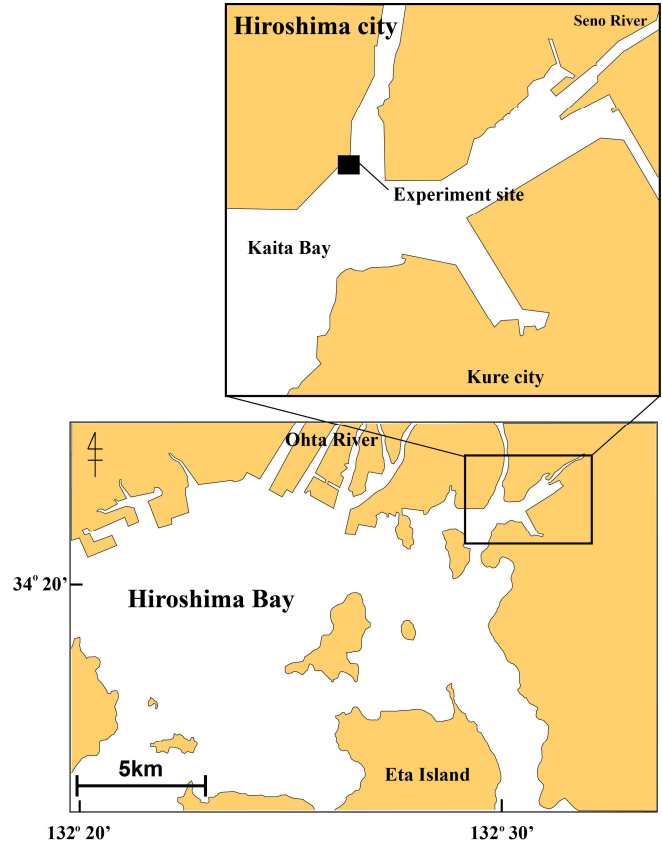 Hiroshima city
Seno River
Experiment site
Kaita Bay
Kure city
Ohta River
34° 20’
Hiroshima Bay
5km
Eta Island
132° 20’
132° 30’